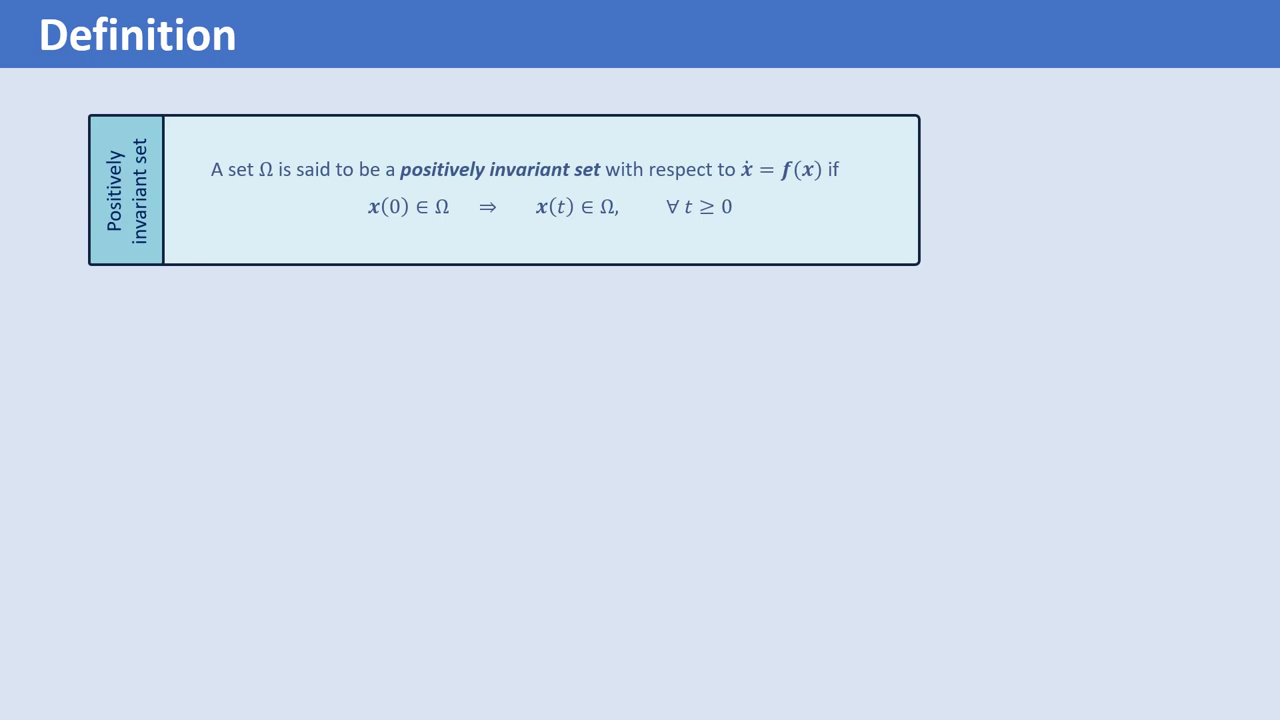 Definition
Positively
invariant set
A set Ω is said to be a positively invariant set with respect to ẋ = f(x) if
x(0) ∈ Ω ⇒ x(t) ∈ Ω, ∀ t ≥ 0